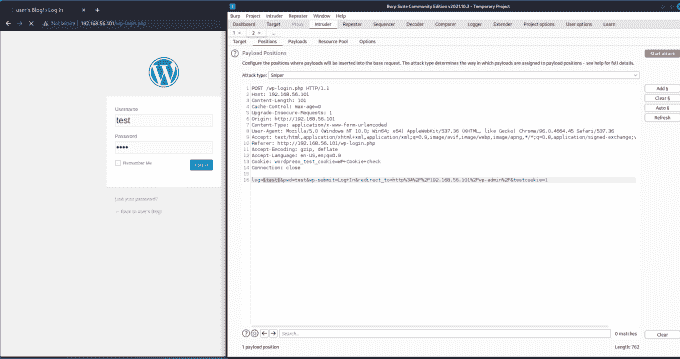 user's Blog! ‹ Log In
Not secure
192.168.56.101/wp-login.php
Username
test
Password
••••
Remember Me
Log In
Lost your password?
← Back to user's Blog!
Burp Suite Community Edition v2021.10.3 - Temporary Project
Burp Project Intruder Repeater Window Help
Dashboard Target Proxy Intruder Repeater Sequencer Decoder Comparer Logger Extender Project options User options Learn
1 × 2 × ...
Target Positions Payloads Resource Pool Options
Payload Positions
Start attack
Configure the positions where payloads will be inserted into the base request. The attack type determines the way in which payloads are assigned to payload positions - see help for full details.
Attack type: Sniper
1 POST /wp-login.php HTTP/1.1
2 Host: 192.168.56.101
3 Content-Length: 101
4 Cache-Control: max-age=0
5 Upgrade-Insecure-Requests: 1
6 Origin: http://192.168.56.101
7 Content-Type: application/x-www-form-urlencoded
8 User-Agent: Mozilla/5.0 (Windows NT 10.0; Win64; x64) AppleWebKit/537.36 (KHTML, like Gecko) Chrome/96.0.4664.45 Safari/537.36
9 Accept: text/html,application/xhtml+xml,application/xml;q=0.9,image/avif,image/webp,image/apng,*/*;q=0.8,application/signed-exchange;v
10 Referer: http://192.168.56.101/wp-login.php
11 Accept-Encoding: gzip, deflate
12 Accept-Language: en-US,en;q=0.9
13 Cookie: wordpress_test_cookie=WP+Cookie+check
14 Connection: close
15
16 log=§test§&pwd=test&wp-submit=Log+In&redirect_to=http%3A%2F%2F192.168.56.101%2Fwp-admin%2F&testcookie=1
Add §
Clear §
Auto §
Refresh
Search...
0 matches
Clear
1 payload position
Length: 762